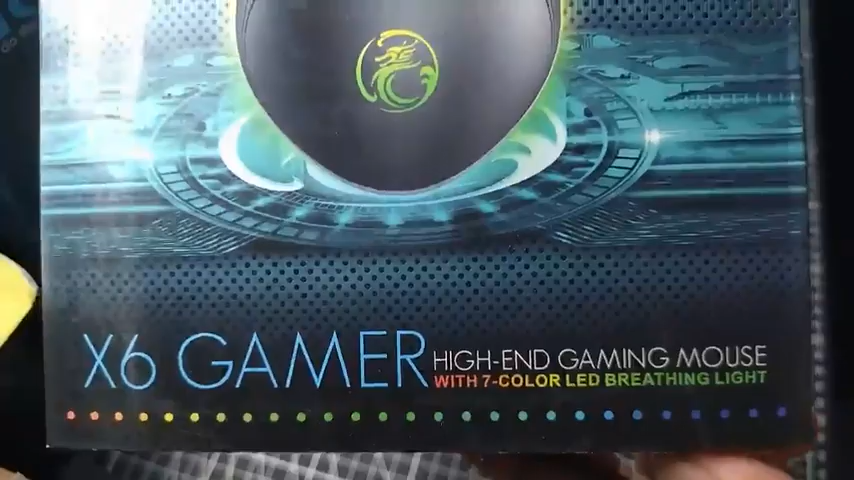 X6 GAMER
HIGH-END GAMING MOUSE
WITH 7-COLOR LED BREATHING LIGHT